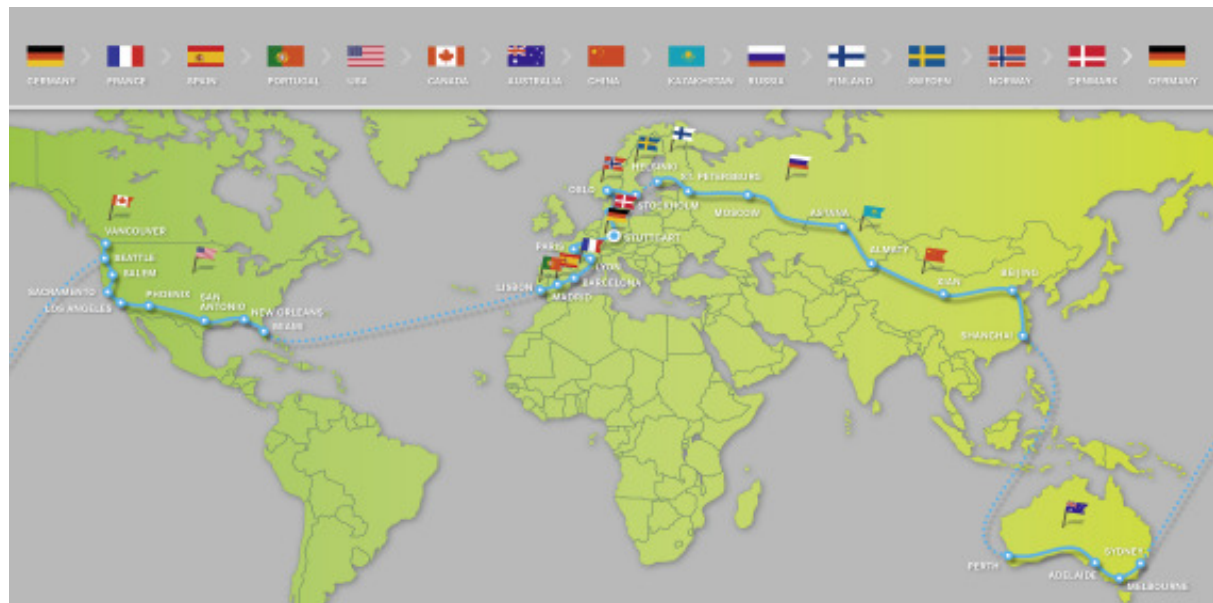 GERMANY
FRANCE
SPAIN
PORTUGAL
USA
CANADA
AUSTRALIA
CHINA
KAZAKHSTAN
RUSSIA
FINLAND
SWEDEN
NORWAY
DENMARK
GERMANY
HELSINKI
OSLO
ST. PETERSBURG
STOCKHOLM
MOSCOW
ASTANA
VANCOUVER
PARIS
STUTTGART
SEATTLE
LYON
ALMATY
SALEM
XIAN
BEIJING
SACRAMENTO
PHOENIX
SAN
ANTONIO
LISBON
MADRID
BARCELONA
LOS ANGELES
NEW ORLEANS
MIAMI
SHANGHAI
PERTH
SYDNEY
ADELAIDE
MELBOURNE